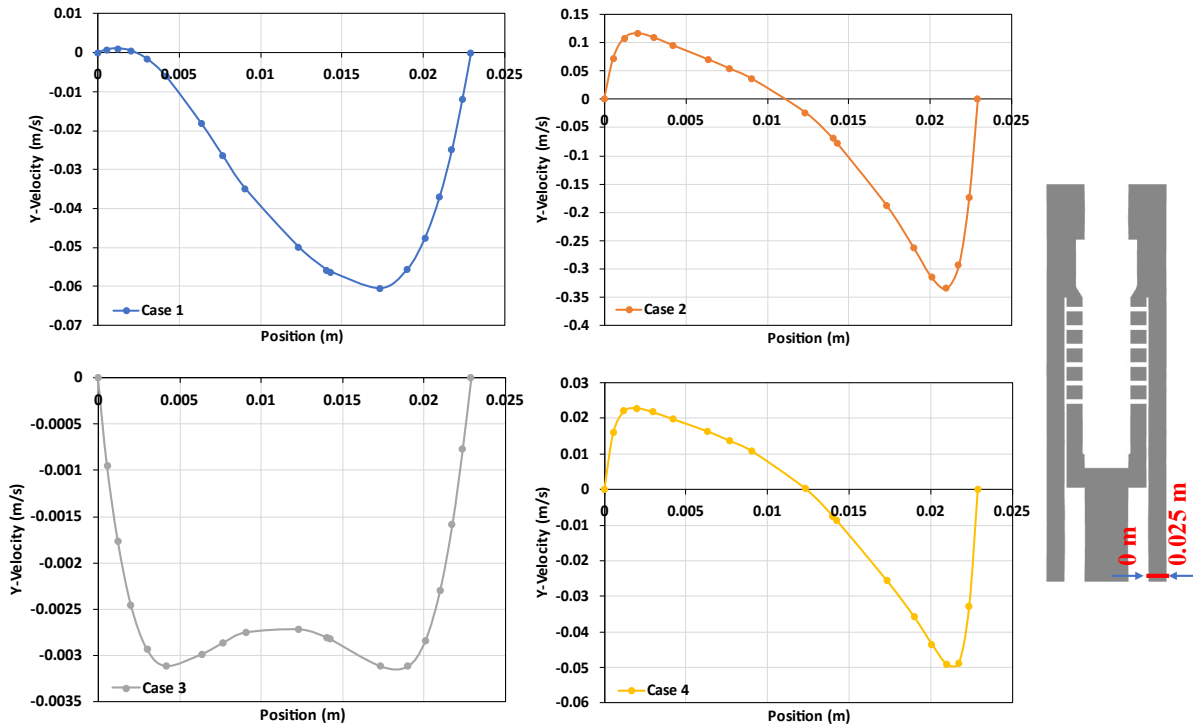 0.01
0
-0.01
-0.02
-0.03
-0.04
-0.05
-0.06
-0.07
0 0.005 0.01 0.015 0.02 0.025
Y-Velocity (m/s)
Position (m)
Case 1
0.15
0.1
0.05
0
-0.05
-0.1
-0.15
-0.2
-0.25
-0.3
-0.35
-0.4
0 0.005 0.01 0.015 0.02 0.025
Y-Velocity (m/s)
Position (m)
Case 2
0
-0.0005
-0.001
-0.0015
-0.002
-0.0025
-0.003
-0.0035
0 0.005 0.01 0.015 0.02 0.025
Y-Velocity (m/s)
Position (m)
Case 3
0.03
0.02
0.01
0
-0.01
-0.02
-0.03
-0.04
-0.05
-0.06
0 0.005 0.01 0.015 0.02 0.025
Y-Velocity (m/s)
Position (m)
Case 4
0 m
0.025 m